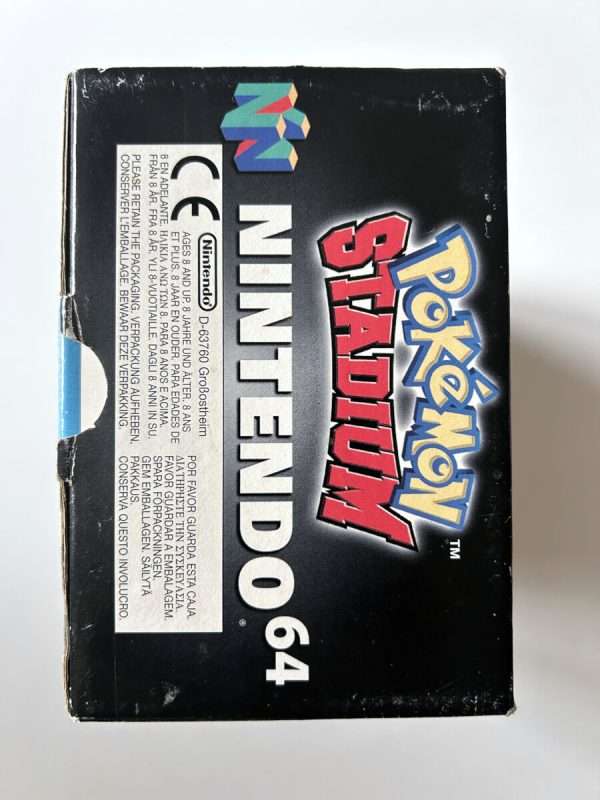 POKéMON
STADIUM
™
NINTENDO 64
®
CE
Nintendo® D-63760 Großostheim
AGES 8 AND UP. 8 JAHRE UND ÄLTER. 8 ANS
ET PLUS. 8 JAAR EN OUDER. PARA EDADES DE
8 EN ADELANTE. ΗΛΙΚΙΑ ΑΝΩ ΤΩΝ 8. PARA 8 ANOS E ACIMA.
FRÅN 8 ÅR. FRA 8 ÅR. YLI 8-VUOTIAILLE. DAGLI 8 ANNI IN SU.
PLEASE RETAIN THE PACKAGING. VERPACKUNG AUFHEBEN.
CONSERVER L'EMBALLAGE. BEWAAR DEZE VERPAKKING.
POR FAVOR GUARDA ESTA CAJA.
ΔΙΑΤΗΡΗΣΤΕ ΤΗΝ ΣΥΣΚΕΥΑΣΙΑ.
FAVOR GUARDAR A EMBALAGEM.
SPARA FÖRPACKNINGEN.
GEM EMBALLAGEN. SÄILYTÄ
PAKKAUS.
CONSERVA QUESTO INVOLUCRO.